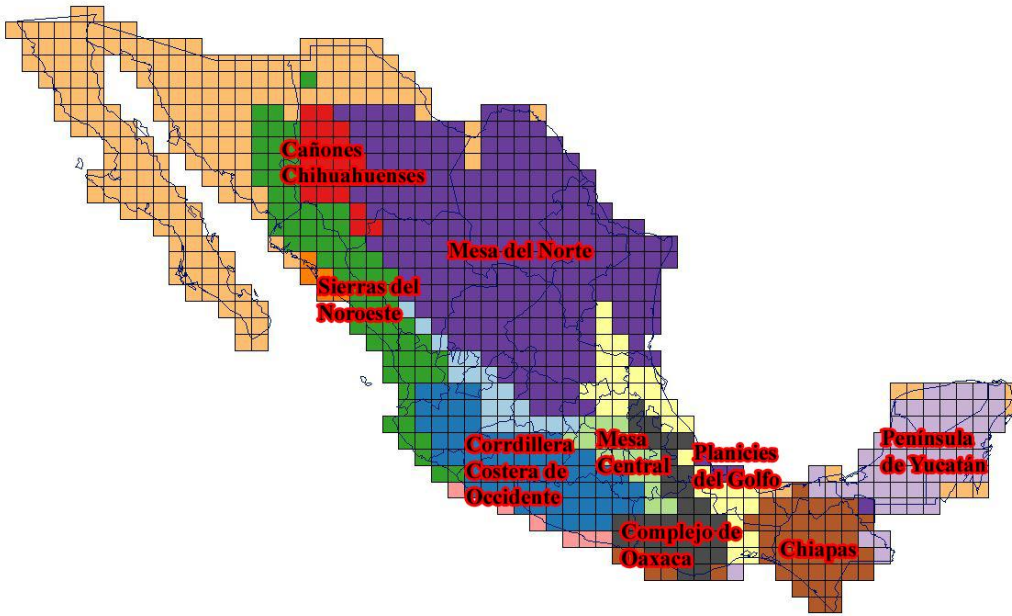 Cañones
Chihuahuenses
Mesa del Norte
Sierras del
Noroeste
Corrdillera
Costera de
Occidente
Mesa
Central
Planicies
del Golfo
Península
de Yucatán
Complejo de
Oaxaca
Chiapas